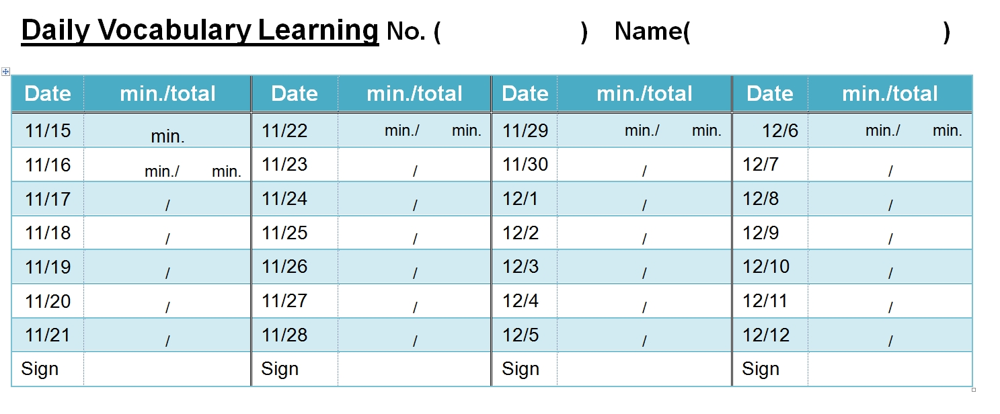 Daily Vocabulary Learning No. ( ) Name( )
Date min./total Date min./total Date min./total Date min./total
11/15 min. 11/22 min./ min. 11/29 min./ min. 12/6 min./ min.
11/16 min./ min. 11/23 / 11/30 / 12/7 /
11/17 / 11/24 / 12/1 / 12/8 /
11/18 / 11/25 / 12/2 / 12/9 /
11/19 / 11/26 / 12/3 / 12/10 /
11/20 / 11/27 / 12/4 / 12/11 /
11/21 / 11/28 / 12/5 / 12/12 /
Sign Sign Sign Sign